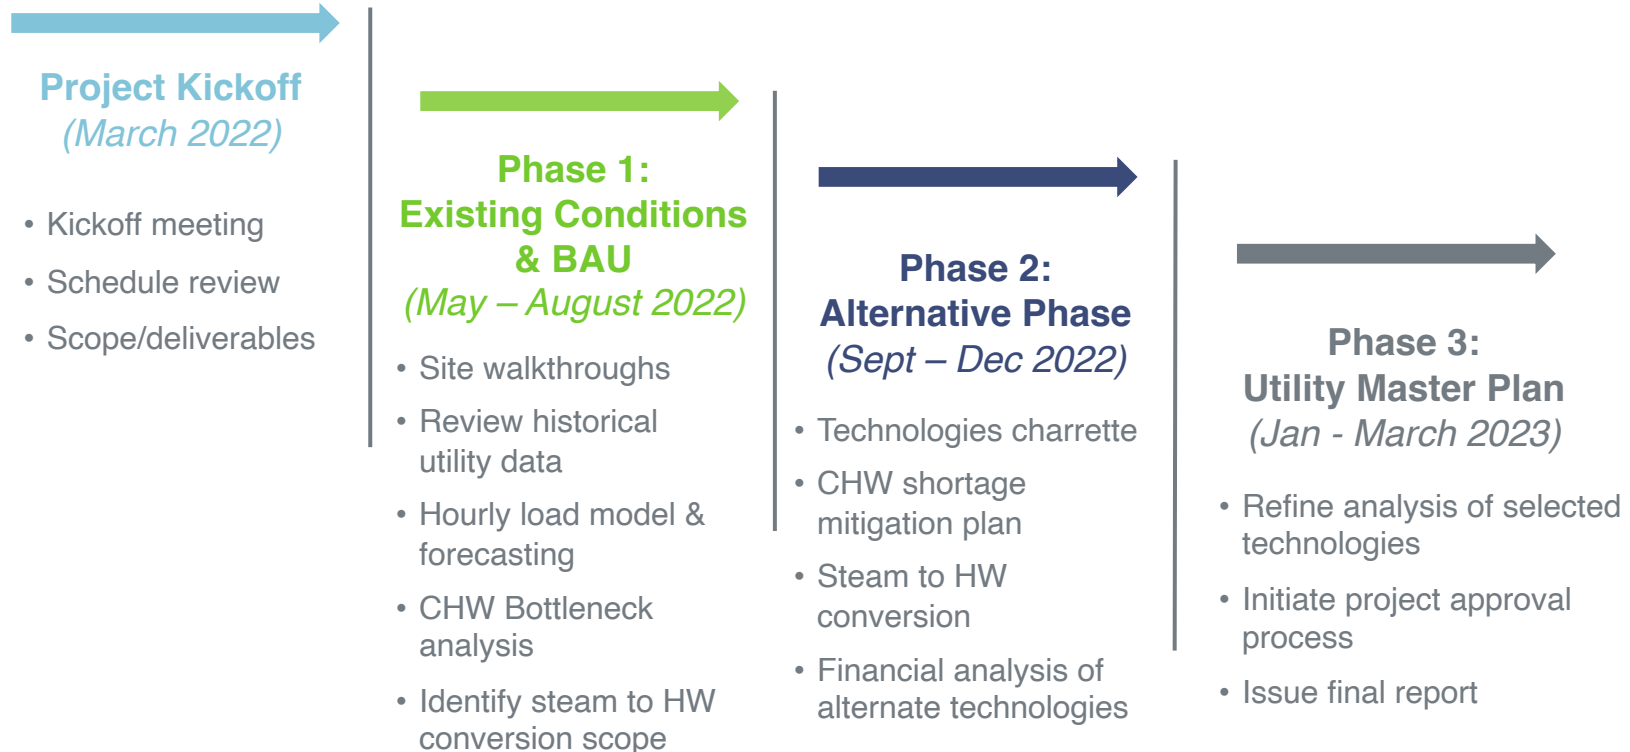 Project Kickoff
(March 2022)
• Kickoff meeting
• Schedule review
• Scope/deliverables
Phase 1:
Existing Conditions
& BAU
(May – August 2022)
• Site walkthroughs
• Review historical
utility data
• Hourly load model &
forecasting
• CHW Bottleneck
analysis
• Identify steam to HW
conversion scope
Phase 2:
Alternative Phase
(Sept – Dec 2022)
• Technologies charrette
• CHW shortage
mitigation plan
• Steam to HW
conversion
• Financial analysis of
alternate technologies
Phase 3:
Utility Master Plan
(Jan - March 2023)
• Refine analysis of selected
technologies
• Initiate project approval
process
• Issue final report